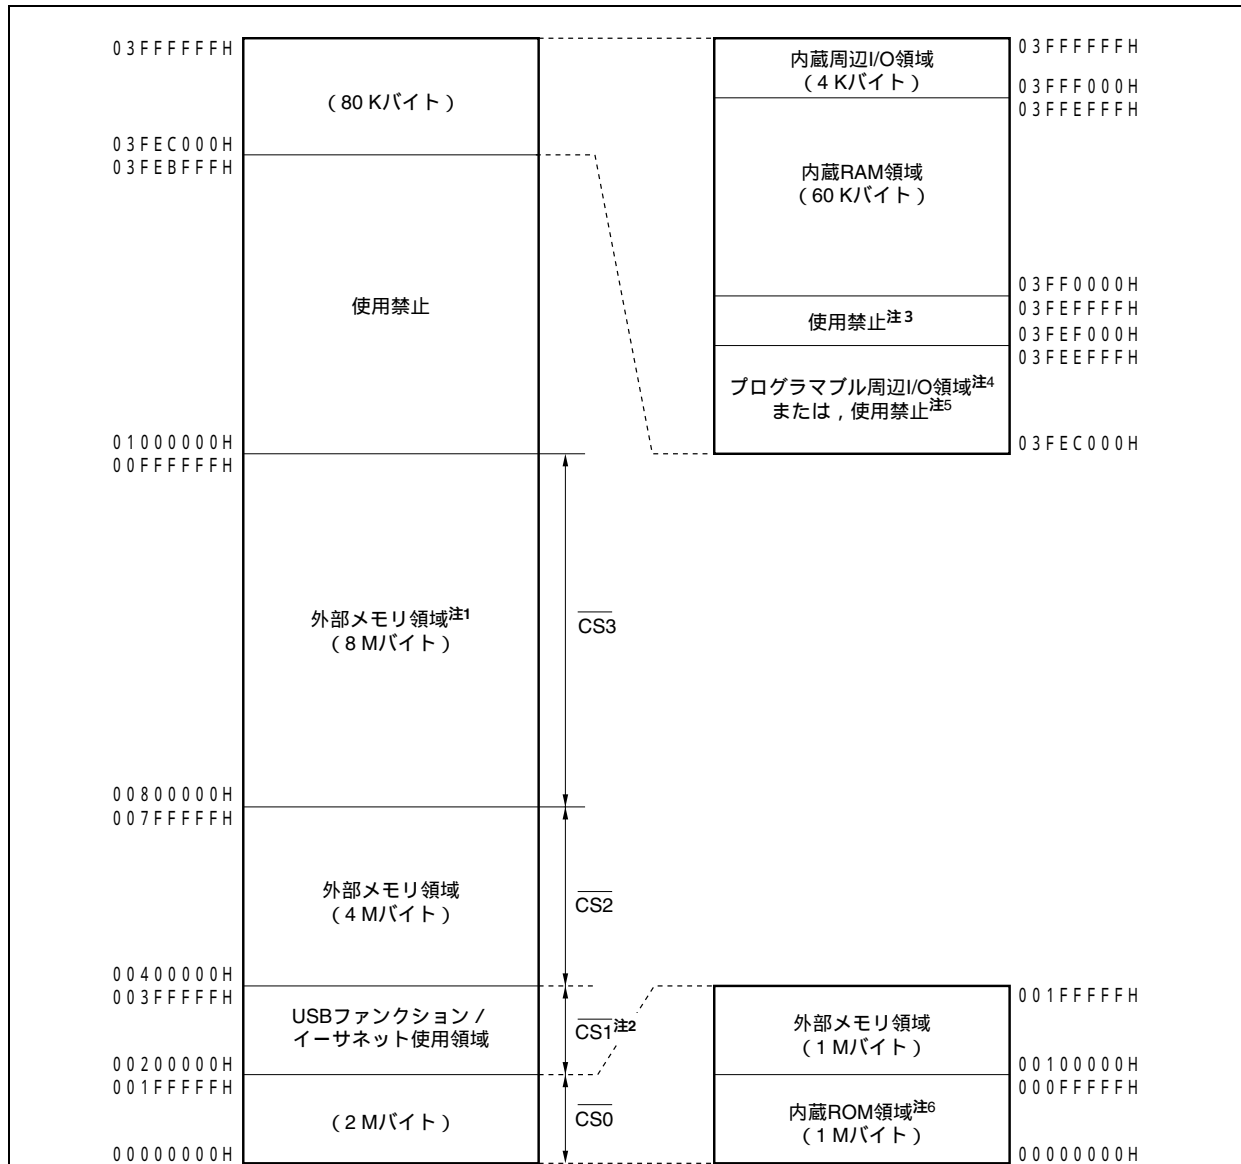 03FFFFFFH
(80 Kバイト)
03FEC000H
03FEBFFFH
使用禁止
01000000H
00FFFFFFH
外部メモリ領域注1
(8 Mバイト)
CS3
00800000H
007FFFFFH
外部メモリ領域
(4 Mバイト)
CS2
00400000H
003FFFFFH
USBファンクション/
イーサネット使用領域
CS1注2
00200000H
001FFFFFH
(2 Mバイト)
CS0
00000000H
内蔵周辺I/O領域
(4 Kバイト)
03FFFFFFH
03FFF000H
03FFEFFFH
内蔵RAM領域
(60 Kバイト)
03FF0000H
03FEFFFFH
使用禁止注3
03FEF000H
03FEEFFFH
プログラマブル周辺I/O領域注4
または,使用禁止注5
03FEC000H
001FFFFFH
外部メモリ領域
(1 Mバイト)
00100000H
000FFFFFH
内蔵ROM領域注6
(1 Mバイト)
00000000H